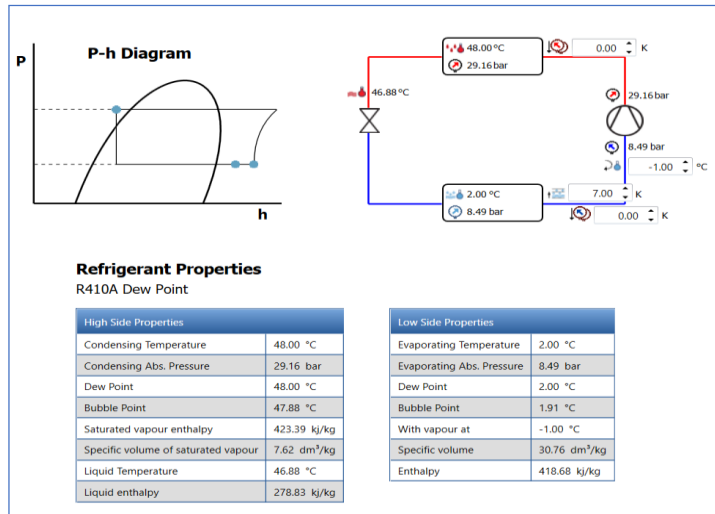 P-h Diagram
P
h
48.00 °C
29.16 bar
0.00 K
46.88 °C
29.16 bar
8.49 bar
-1.00 °C
2.00 °C
8.49 bar
7.00 K
0.00 K
Refrigerant Properties
R410A Dew Point
High Side Properties
Condensing Temperature 48.00 °C
Condensing Abs. Pressure 29.16 bar
Dew Point 48.00 °C
Bubble Point 47.88 °C
Saturated vapour enthalpy 423.39 kj/kg
Specific volume of saturated vapour 7.62 dm³/kg
Liquid Temperature 46.88 °C
Liquid enthalpy 278.83 kj/kg
Low Side Properties
Evaporating Temperature 2.00 °C
Evaporating Abs. Pressure 8.49 bar
Dew Point 2.00 °C
Bubble Point 1.91 °C
With vapour at -1.00 °C
Specific volume 30.76 dm³/kg
Enthalpy 418.68 kj/kg